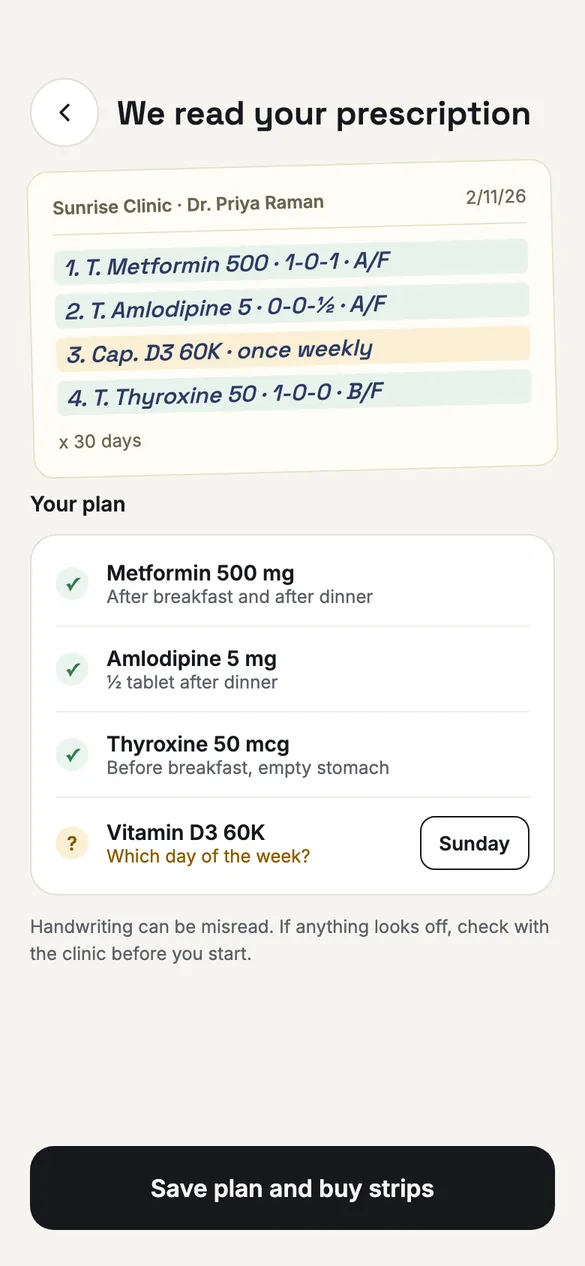 We read your prescription
Sunrise Clinic · Dr. Priya Raman 2/11/26
1. T. Metformin 500 · 1-0-1 · A/F
2. T. Amlodipine 5 · 0-0-½ · A/F
3. Cap. D3 60K · once weekly
4. T. Thyroxine 50 · 1-0-0 · B/F
x 30 days
Your plan
Metformin 500 mg
After breakfast and after dinner
Amlodipine 5 mg
½ tablet after dinner
Thyroxine 50 mcg
Before breakfast, empty stomach
? Vitamin D3 60K
Which day of the week?
Sunday
Handwriting can be misread. If anything looks off, check with
the clinic before you start.
Save plan and buy strips